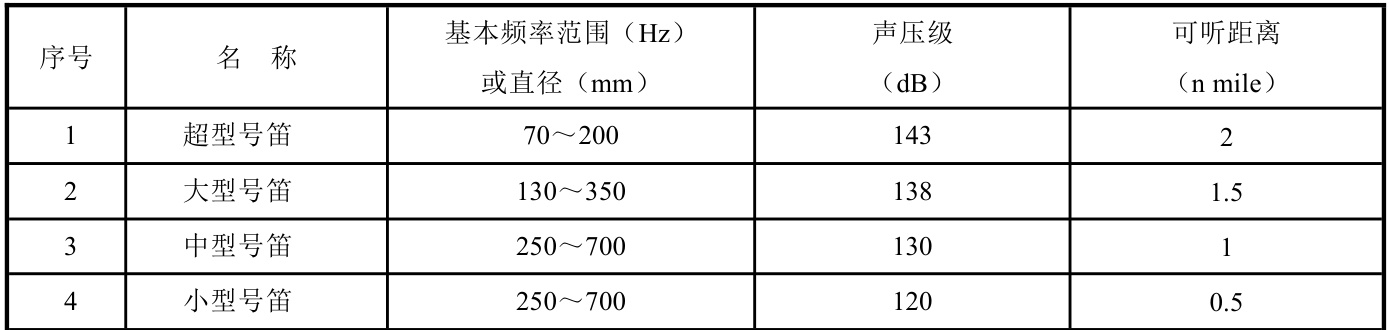 序号 名 称 基本频率范围（Hz）或直径（mm） 声压级（dB） 可听距离（n mile）
1 超型号笛 70～200 143 2
2 大型号笛 130～350 138 1.5
3 中型号笛 250～700 130 1
4 小型号笛 250～700 120 0.5